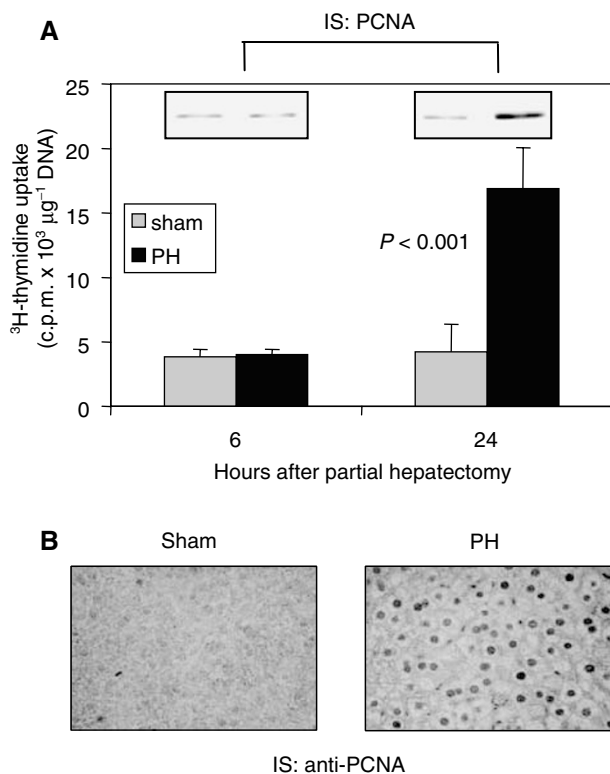 A
IS: PCNA
25
20
15
10
5
0
³H-thymidine uptake
(c.p.m. x 10³ μg⁻¹ DNA)
sham
PH
P < 0.001
6
24
Hours after partial hepatectomy
B
Sham
PH
IS: anti-PCNA